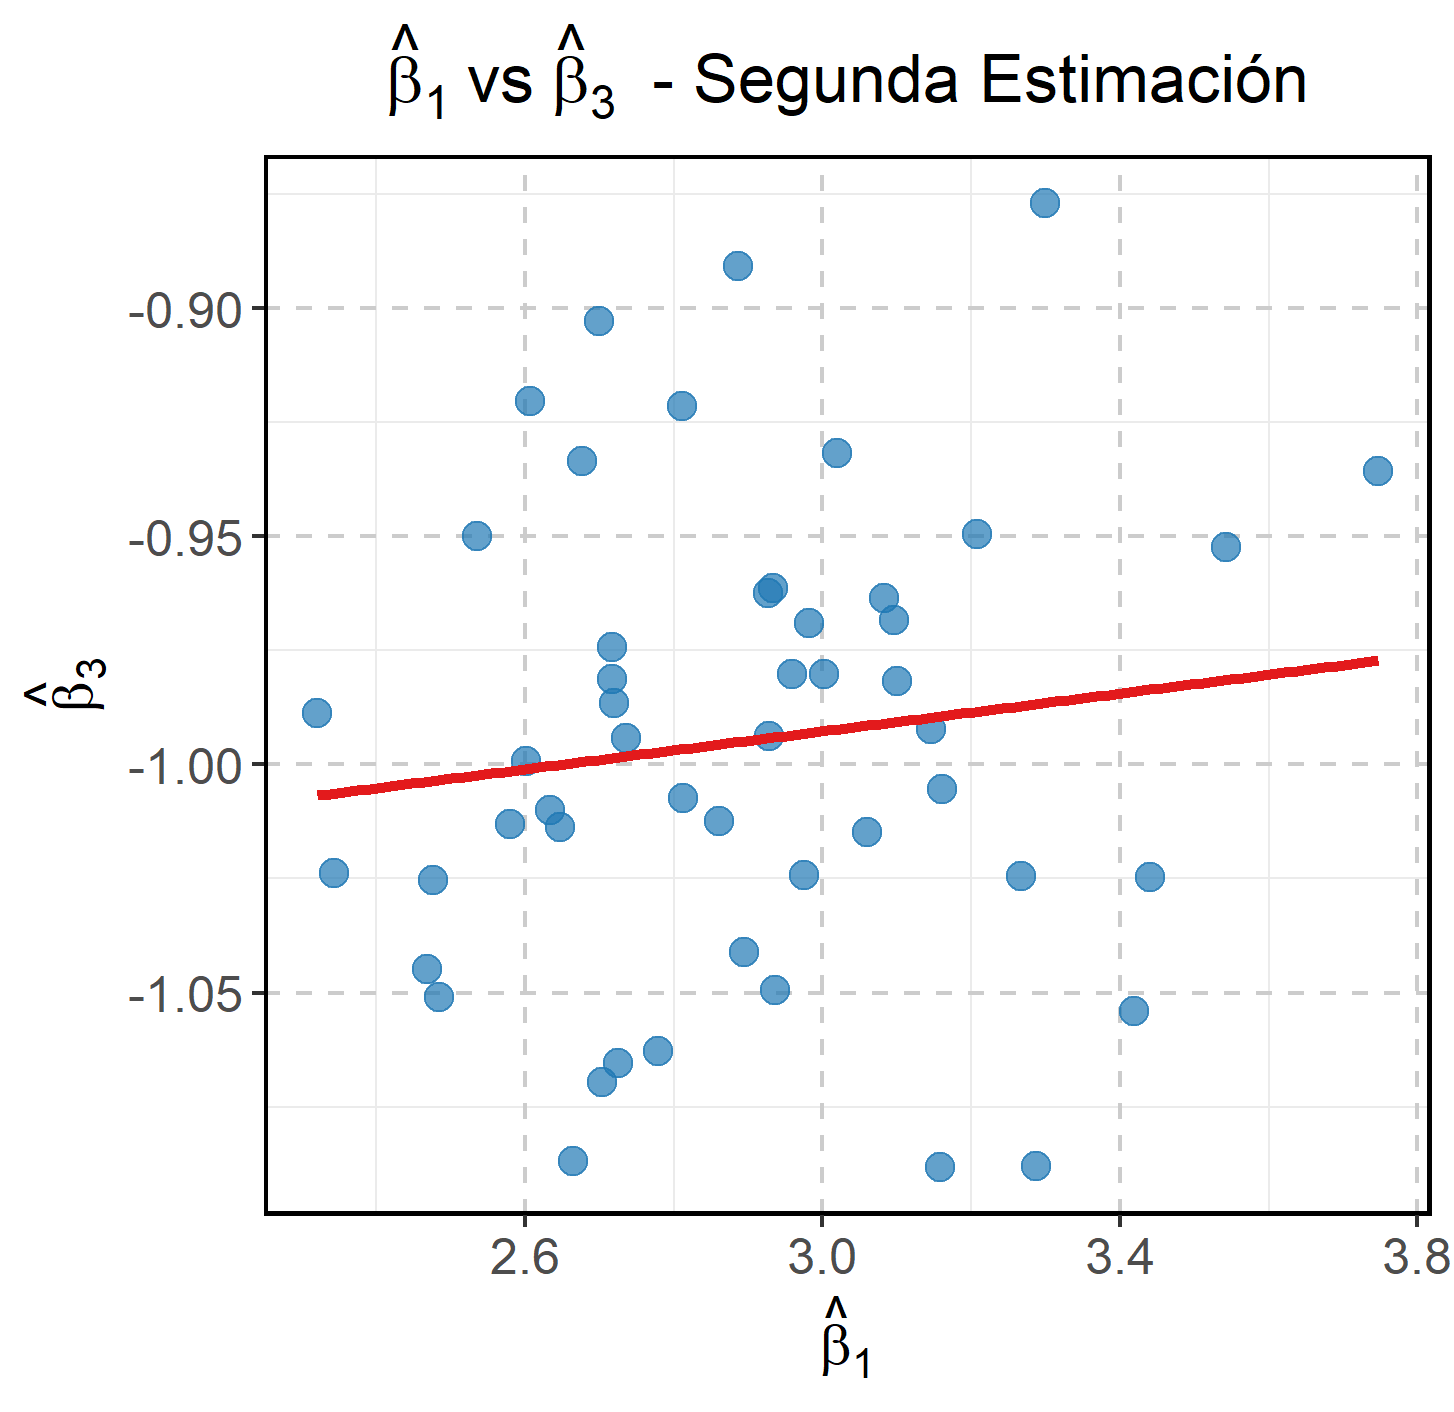 β̂₁ vs β̂₃ - Segunda Estimación
-0.90
-0.95
β̂₃
-1.00
-1.05
2.6 3.0 3.4 3.8
β̂₁